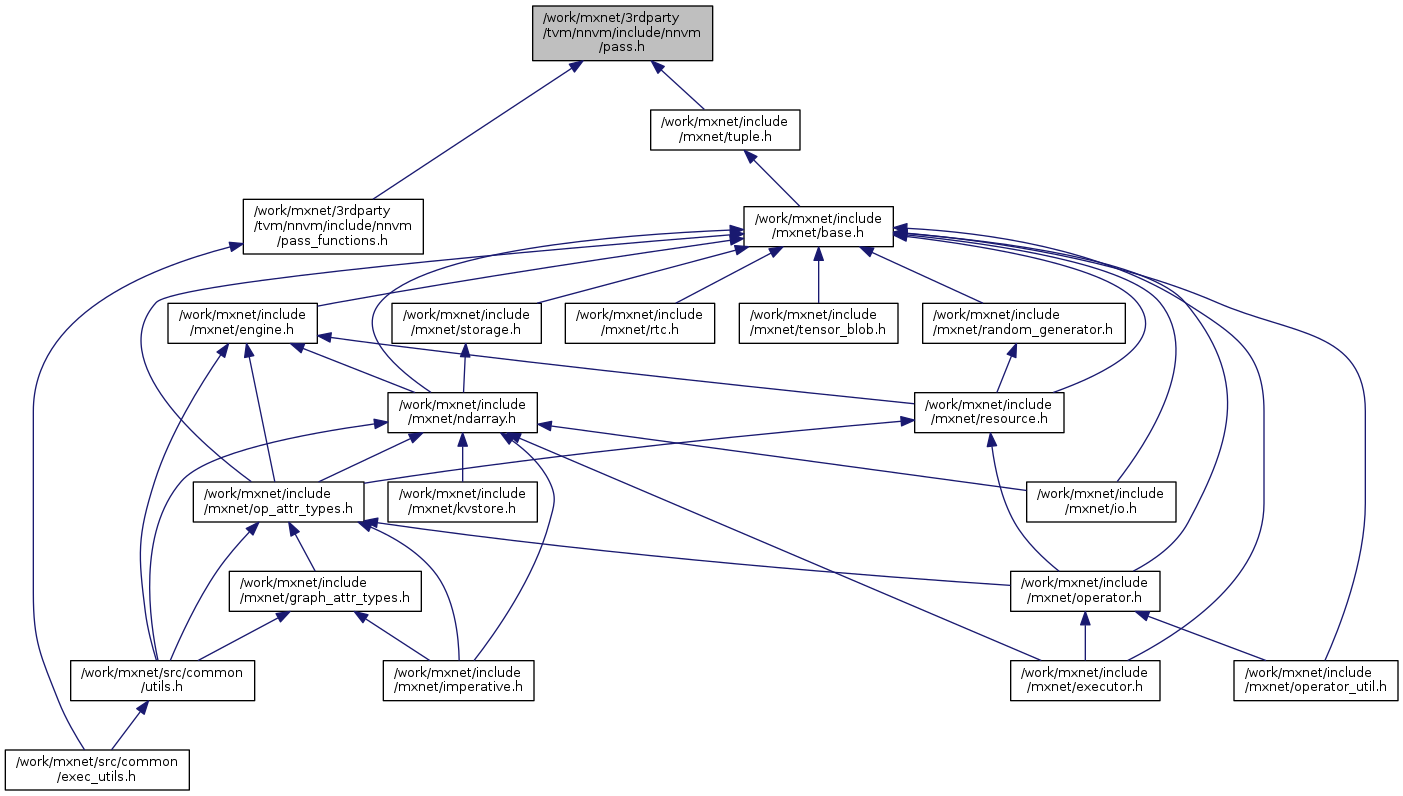 /work/mxnet/3rdparty
/tvm/nnvm/include/nnvm
/pass.h
/work/mxnet/include
/mxnet/tuple.h
/work/mxnet/3rdparty
/tvm/nnvm/include/nnvm
/pass_functions.h
/work/mxnet/include
/mxnet/base.h
/work/mxnet/include
/mxnet/engine.h
/work/mxnet/include
/mxnet/storage.h
/work/mxnet/include
/mxnet/rtc.h
/work/mxnet/include
/mxnet/tensor_blob.h
/work/mxnet/include
/mxnet/random_generator.h
/work/mxnet/include
/mxnet/ndarray.h
/work/mxnet/include
/mxnet/resource.h
/work/mxnet/include
/mxnet/op_attr_types.h
/work/mxnet/include
/mxnet/kvstore.h
/work/mxnet/include
/mxnet/io.h
/work/mxnet/include
/mxnet/graph_attr_types.h
/work/mxnet/include
/mxnet/operator.h
/work/mxnet/src/common
/utils.h
/work/mxnet/include
/mxnet/imperative.h
/work/mxnet/include
/mxnet/executor.h
/work/mxnet/include
/mxnet/operator_util.h
/work/mxnet/src/common
/exec_utils.h